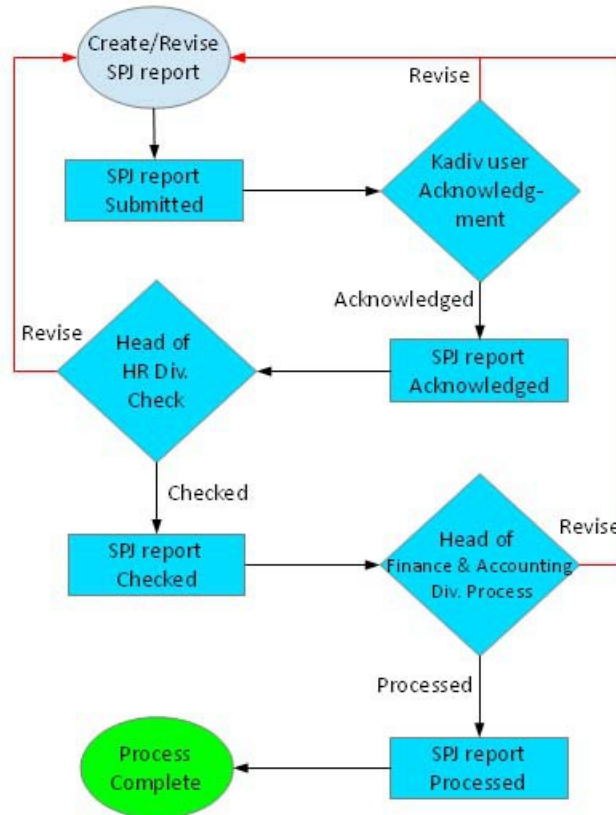 Create/Revise
SPJ report
Revise
SPJ report
Submitted
Kadiv user
Acknowledg-
ment
Acknowledged
Revise
Head of
HR Div.
Check
SPJ report
Acknowledged
Checked
SPJ report
Checked
Head of
Finance & Accounting
Div. Process
Revise
Processed
Process
Complete
SPJ report
Processed